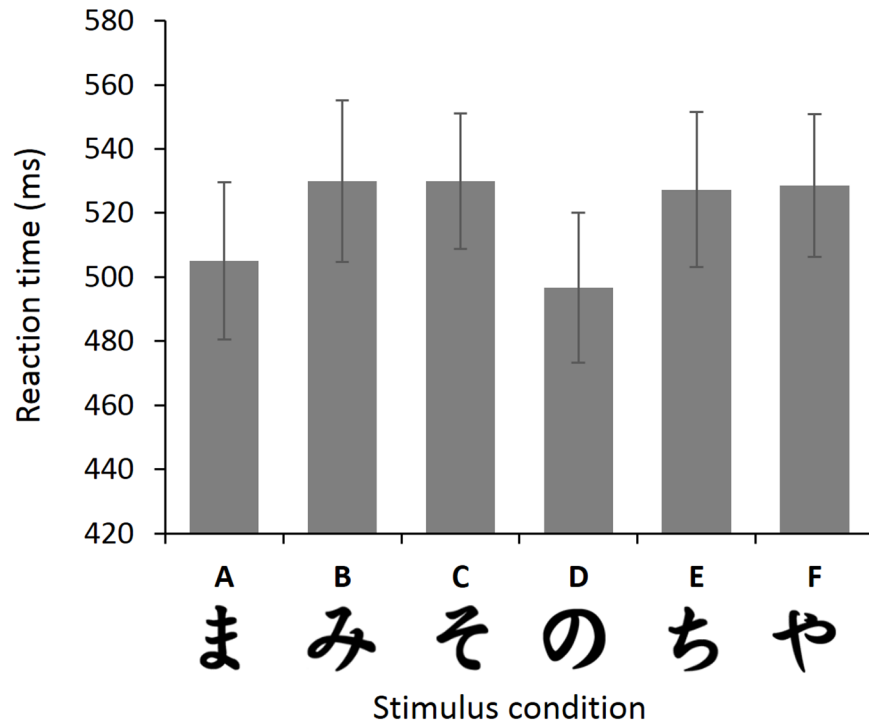 580
560
540
520
500
480
460
440
420
Reaction time (ms)
A B C D E F
ま み そ の ち や
Stimulus condition